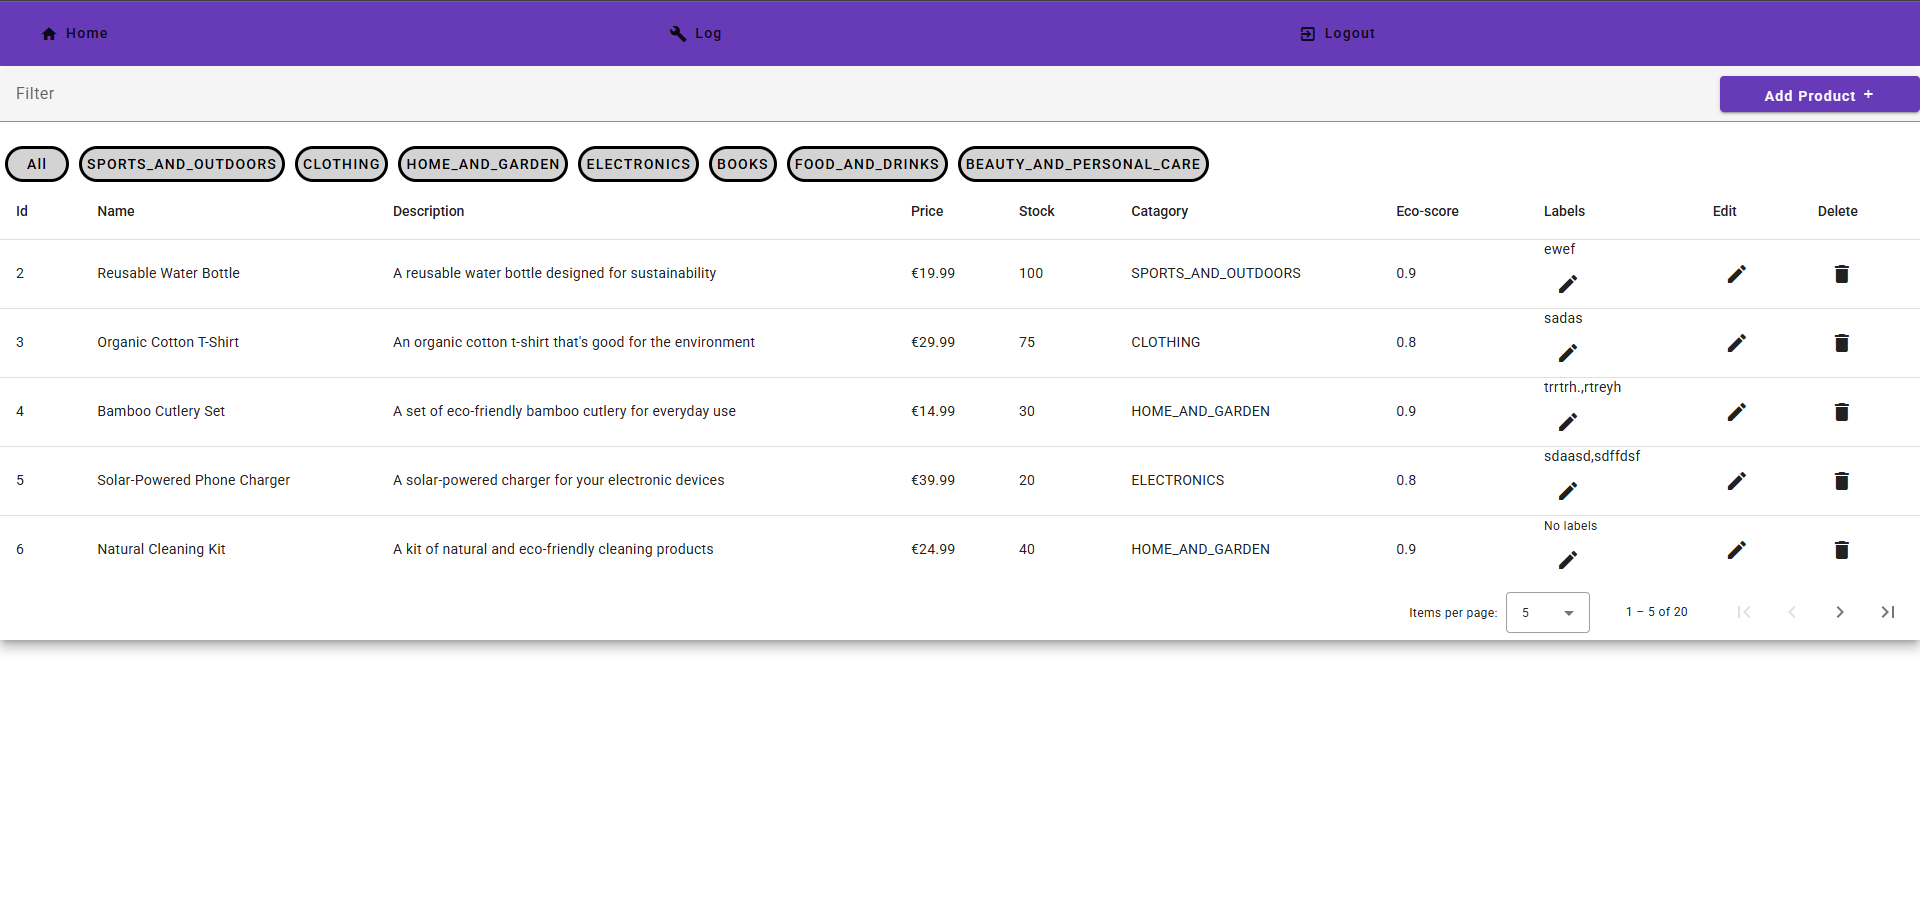 Home Log Logout
Filter Add Product +
All SPORTS_AND_OUTDOORS CLOTHING HOME_AND_GARDEN ELECTRONICS BOOKS FOOD_AND_DRINKS BEAUTY_AND_PERSONAL_CARE
Id Name Description Price Stock Catagory Eco-score Labels Edit Delete
2 Reusable Water Bottle A reusable water bottle designed for sustainability €19.99 100 SPORTS_AND_OUTDOORS 0.9 ewef
3 Organic Cotton T-Shirt An organic cotton t-shirt that's good for the environment €29.99 75 CLOTHING 0.8 sadas
4 Bamboo Cutlery Set A set of eco-friendly bamboo cutlery for everyday use €14.99 30 HOME_AND_GARDEN 0.9 trrtrh.,rtreyh
5 Solar-Powered Phone Charger A solar-powered charger for your electronic devices €39.99 20 ELECTRONICS 0.8 sdaasd,sdffdsf
6 Natural Cleaning Kit A kit of natural and eco-friendly cleaning products €24.99 40 HOME_AND_GARDEN 0.9 No labels
Items per page: 5 1 – 5 of 20